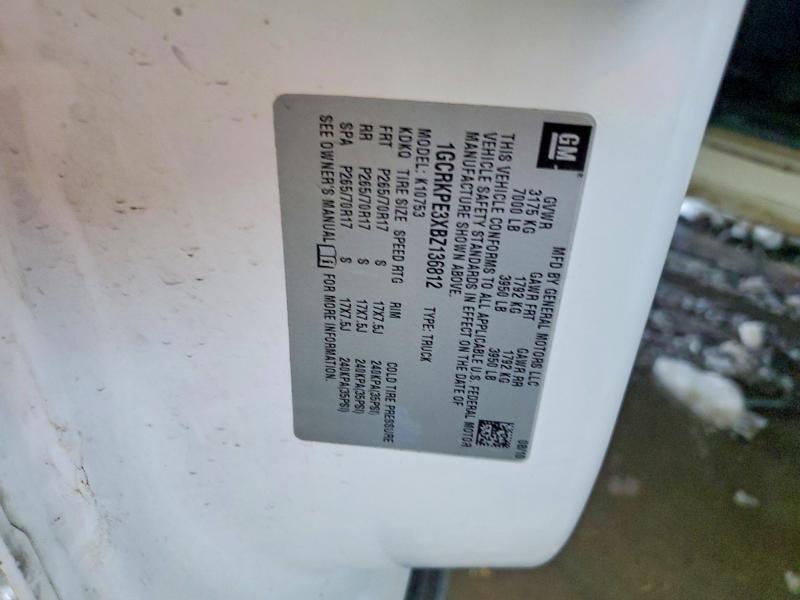 GM
MFD BY GENERAL MOTORS LLC
08/10
GVWR GAWR FRT GAWR RR
3175 KG 1792 KG 1792 KG
7000 LB 3950 LB 3950 LB
THIS VEHICLE CONFORMS TO ALL APPLICABLE U.S. FEDERAL MOTOR
VEHICLE SAFETY STANDARDS IN EFFECT ON THE DATE OF
MANUFACTURE SHOWN ABOVE.
1GCRKPE3XBZ136812 TYPE: TRUCK
MODEL: K10753
KDKO TIRE SIZE SPEED RTG RIM COLD TIRE PRESSURE
FRT P265/70R17 S 17X7.5J 240KPA(35PSI)
RR P265/70R17 S 17X7.5J 240KPA(35PSI)
SPA P265/70R17 S 17X7.5J 240KPA(35PSI)
SEE OWNER'S MANUAL FOR MORE INFORMATION.